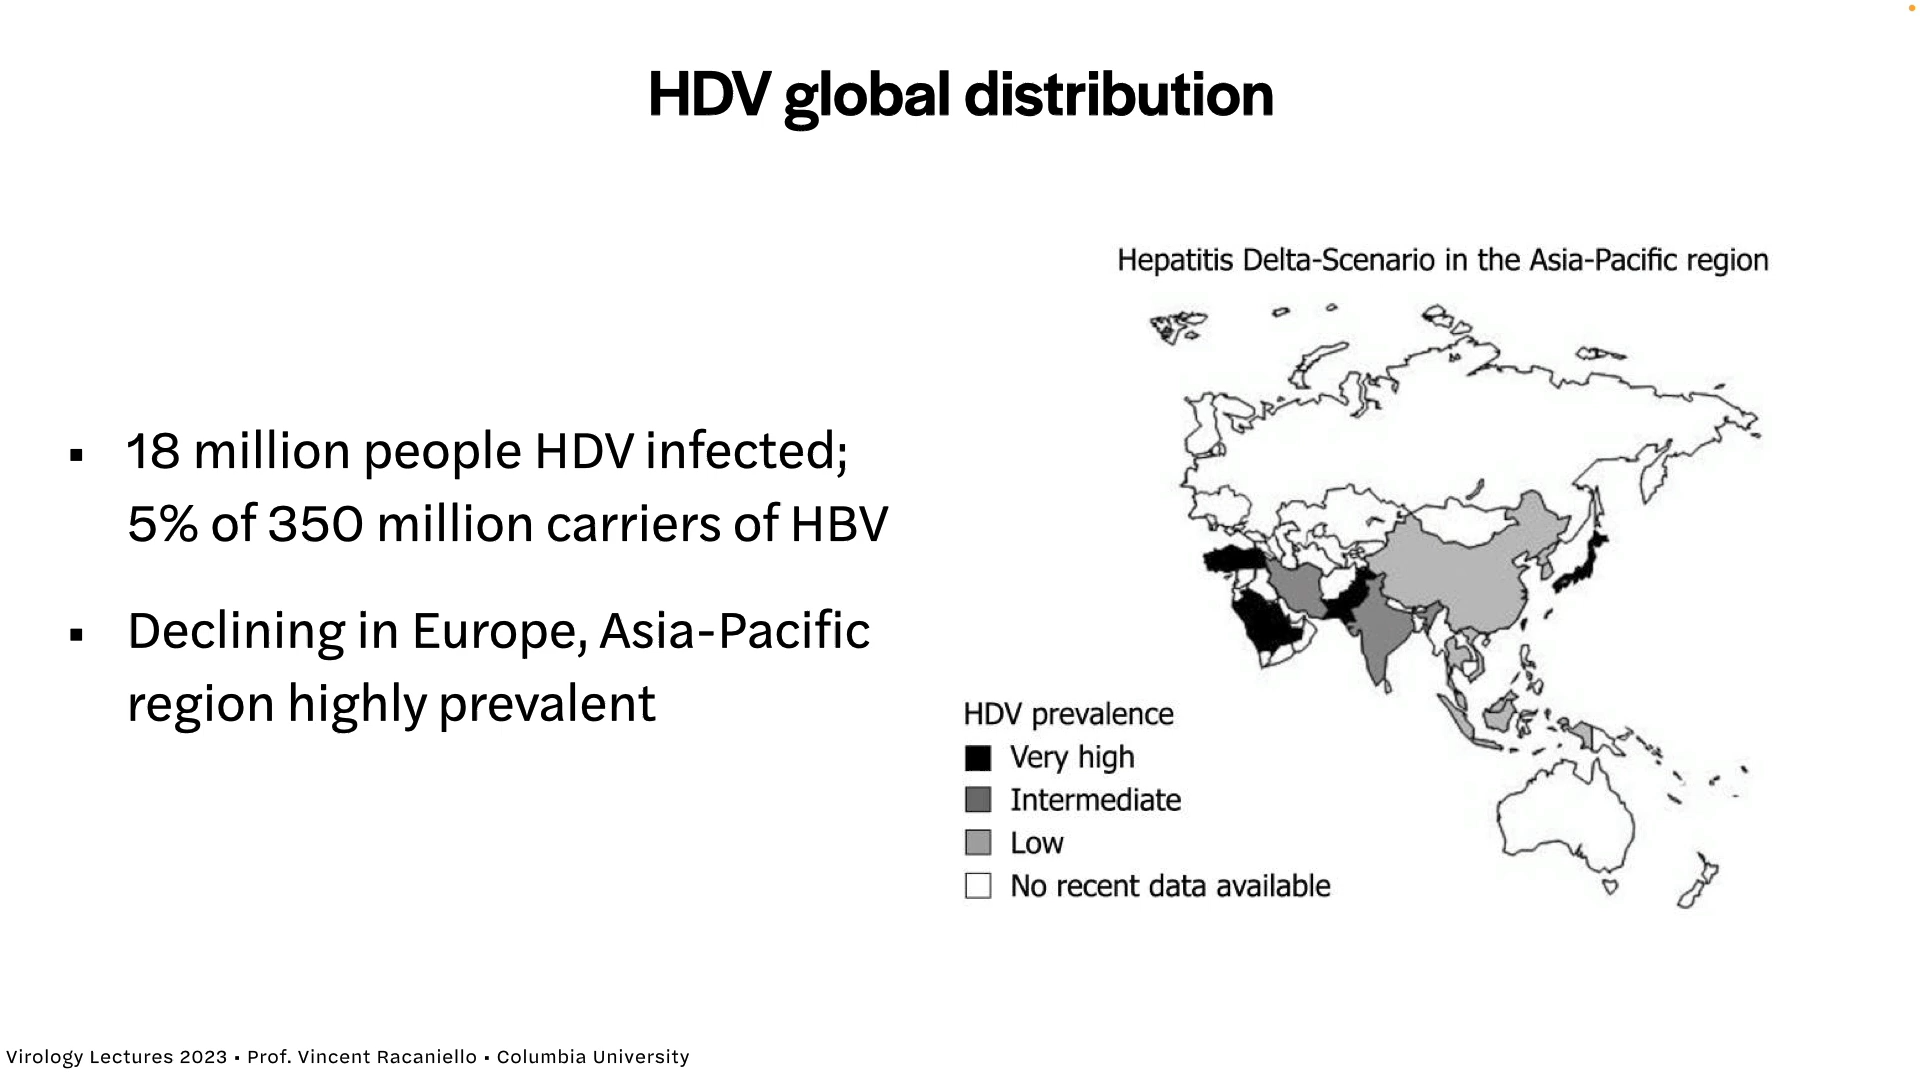 HDV global distribution
▪ 18 million people HDV infected;
5% of 350 million carriers of HBV
▪ Declining in Europe, Asia-Pacific
region highly prevalent
Hepatitis Delta-Scenario in the Asia-Pacific region
HDV prevalence
Very high
Intermediate
Low
No recent data available
Virology Lectures 2023 ▪ Prof. Vincent Racaniello ▪ Columbia University